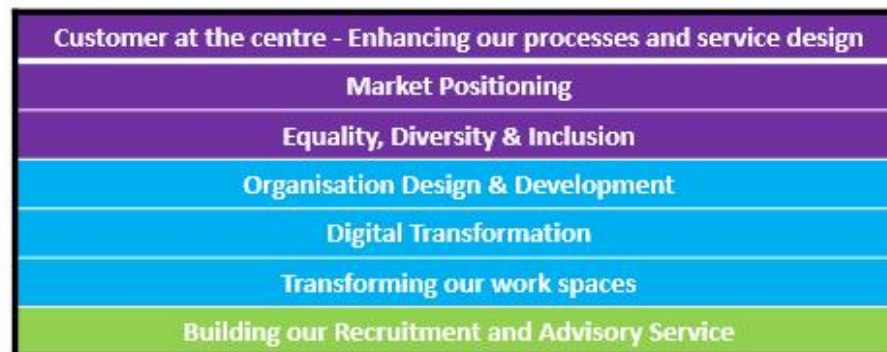 Customer at the centre - Enhancing our processes and service design
Market Positioning
Equality, Diversity & Inclusion
Organisation Design & Development
Digital Transformation
Transforming our work spaces
Building our Recruitment and Advisory Service